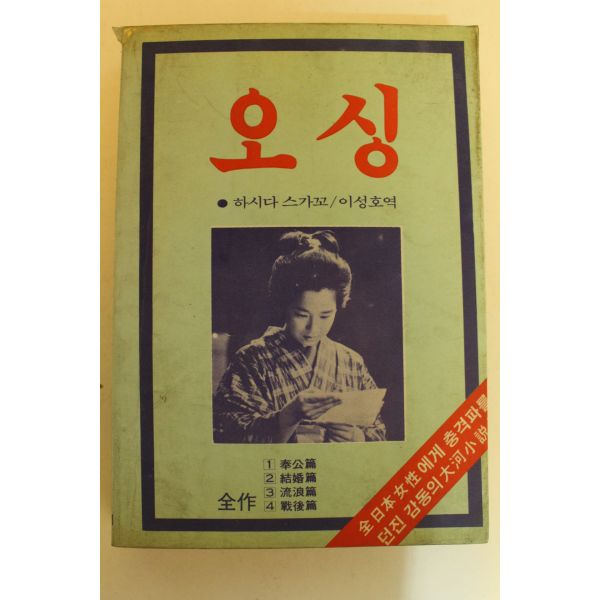 오싱
● 하시다 스가꼬/이성호역
1 奉公篇
2 結婚篇
3 流浪篇
全作 4 戰後篇
全日本女性에게 충격파를
던진 감동의 大河小説